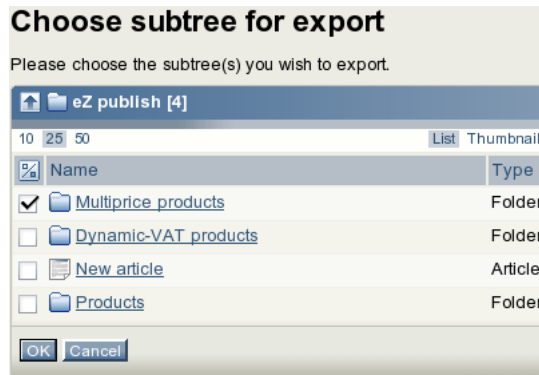 Choose subtree for export
Please choose the subtree(s) you wish to export.
eZ publish [4]
10 25 50 List Thumbnail
Name Type
Multiprice products Folder
Dynamic-VAT products Folder
New article Article
Products Folder
OK Cancel